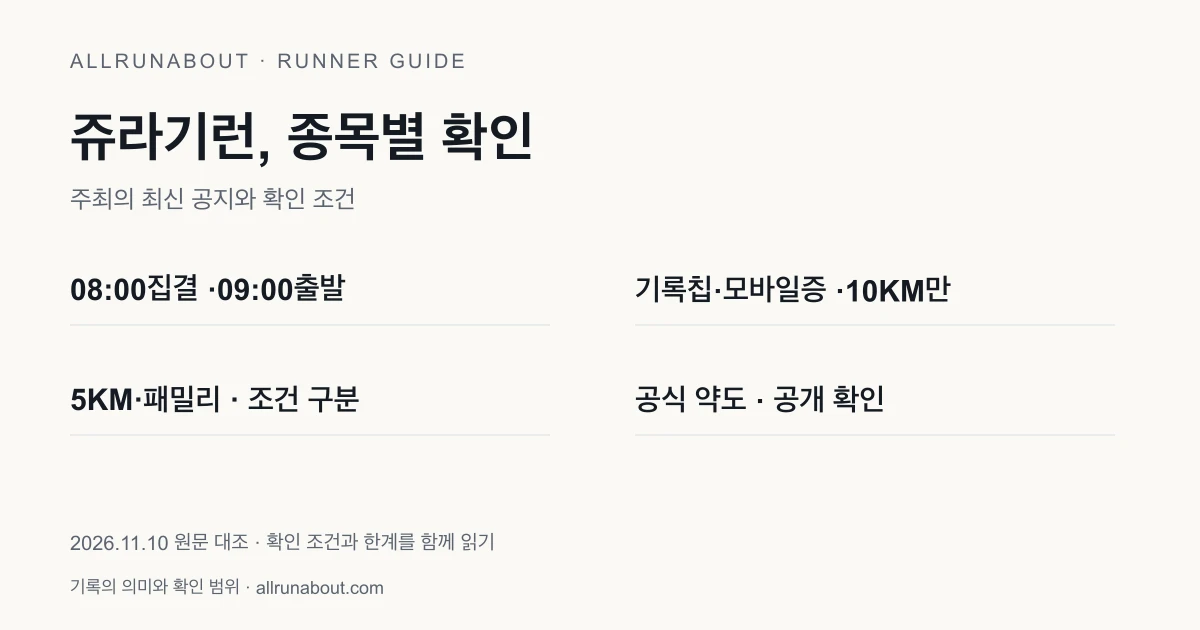 ALLRUNABOUT · RUNNER GUIDE
쥬라기런, 종목별 확인
주최의 최신 공지와 확인 조건
08:00집결 ·09:00출발
기록칩·모바일증 ·10KM만
5KM·패밀리 · 조건 구분
공식 약도 · 공개 확인
2026.11.10 원문 대조 · 확인 조건과 한계를 함께 읽기
기록의 의미와 확인 범위 · allrunabout.com